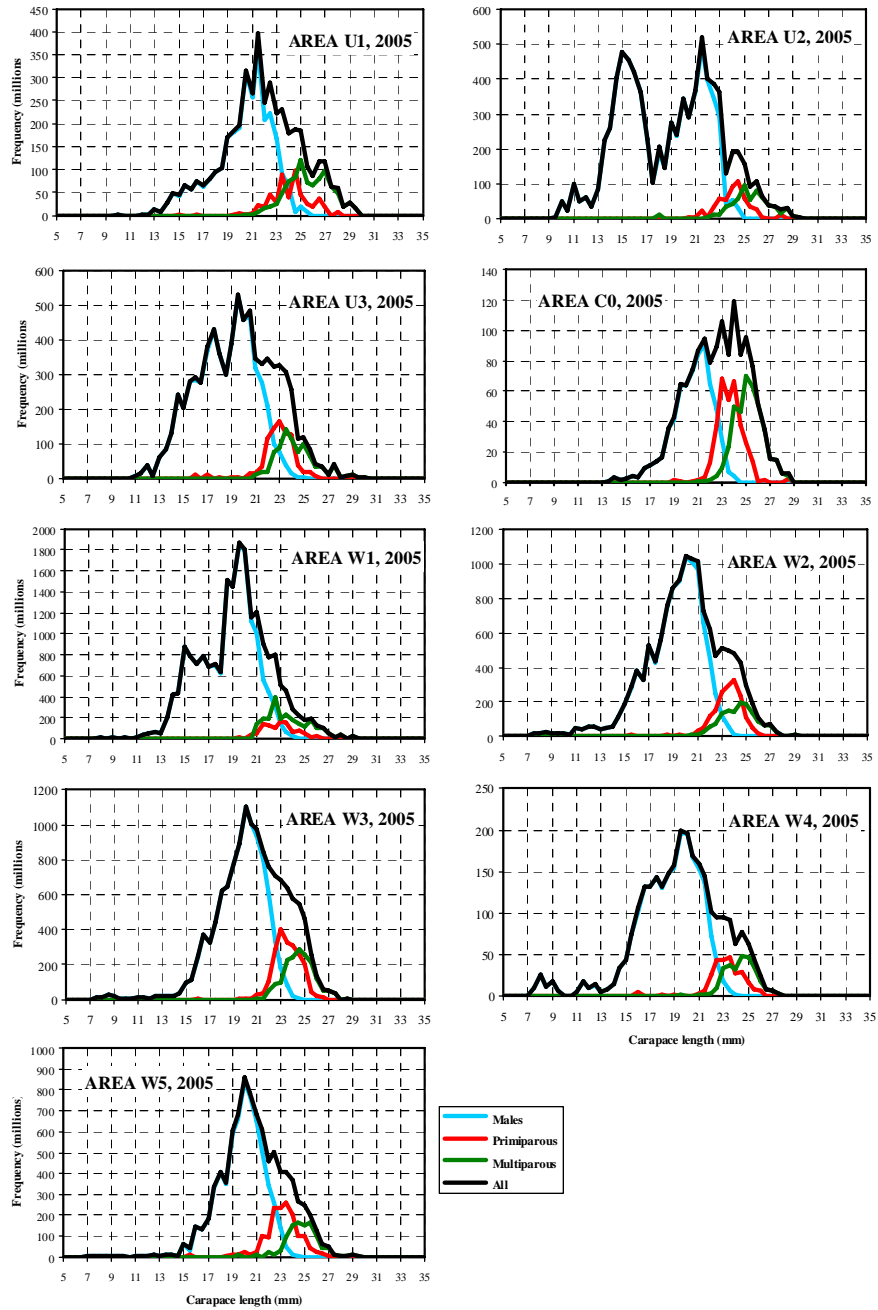 AREA U1, 2005
Frequency (millions
450
400
350
300
250
200
150
100
50
0
5 7 9 11 13 15 17 19 21 23 25 27 29 31 33 35
AREA U2, 2005
600
500
400
300
200
100
0
5 7 9 11 13 15 17 19 21 23 25 27 29 31 33 35
AREA U3, 2005
Frequency (millions
600
500
400
300
200
100
0
5 7 9 11 13 15 17 19 21 23 25 27 29 31 33 35
AREA C0, 2005
140
120
100
80
60
40
20
0
5 7 9 11 13 15 17 19 21 23 25 27 29 31 33 35
AREA W1, 2005
Frequency (millions
2000
1800
1600
1400
1200
1000
800
600
400
200
0
5 7 9 11 13 15 17 19 21 23 25 27 29 31 33 35
AREA W2, 2005
1200
1000
800
600
400
200
0
5 7 9 11 13 15 17 19 21 23 25 27 29 31 33 35
AREA W3, 2005
Frequency (millions
1200
1000
800
600
400
200
0
5 7 9 11 13 15 17 19 21 23 25 27 29 31 33 35
AREA W4, 2005
250
200
150
100
50
0
5 7 9 11 13 15 17 19 21 23 25 27 29 31 33 35
Carapace length (mm)
AREA W5, 2005
Frequency (millions)
1000
900
800
700
600
500
400
300
200
100
0
5 7 9 11 13 15 17 19 21 23 25 27 29 31 33 35
Carapace length (mm)
Males
Primiparous
Multiparous
All